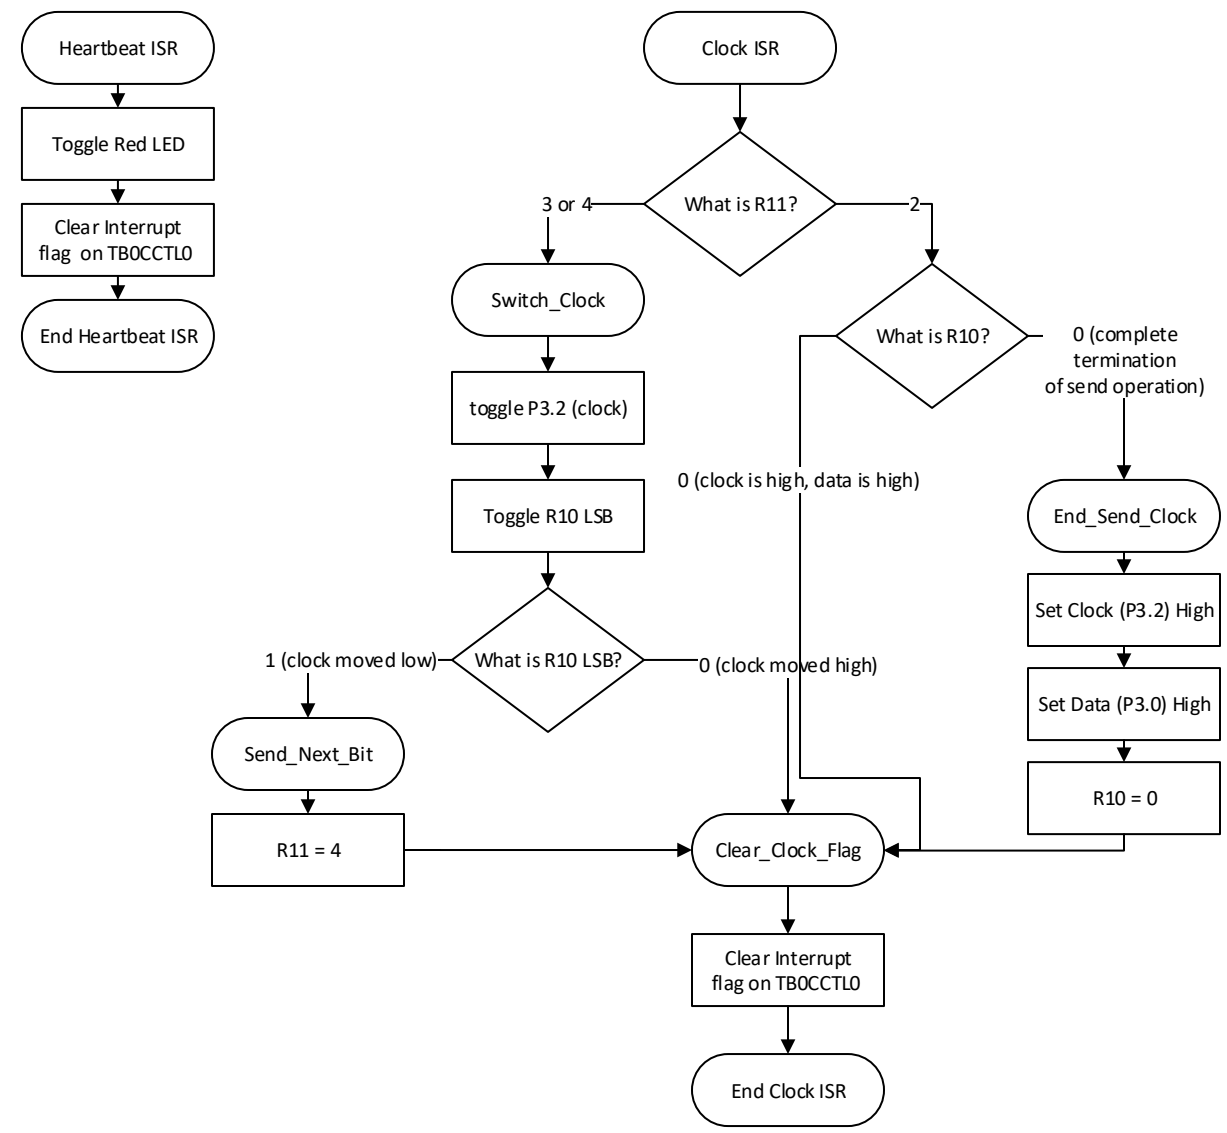 Heartbeat ISR
Toggle Red LED
Clear Interrupt
flag on TB0CCTL0
End Heartbeat ISR
Clock ISR
What is R11?
3 or 4
2
Switch_Clock
toggle P3.2 (clock)
Toggle R10 LSB
What is R10 LSB?
1 (clock moved low)
0 (clock moved high)
Send_Next_Bit
R11 = 4
What is R10?
0 (clock is high, data is high)
0 (complete
termination
of send operation)
End_Send_Clock
Set Clock (P3.2) High
Set Data (P3.0) High
R10 = 0
Clear_Clock_Flag
Clear Interrupt
flag on TB0CCTL0
End Clock ISR